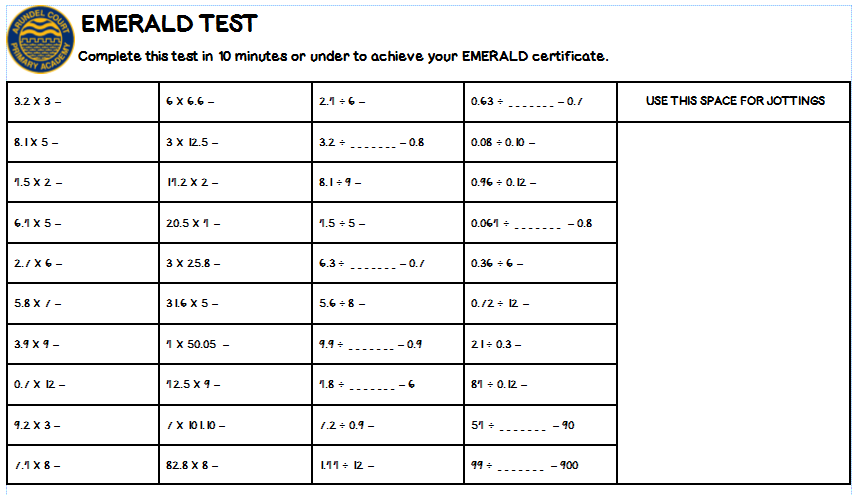 ARUNDEL COURT
PRIMARY ACADEMY
EMERALD TEST
Complete this test in 10 minutes or under to achieve your EMERALD certificate.
3.2 X 3 = 6 X 6.6 = 2.4 ÷ 6 = 0.63 ÷ _______ = 0.7 USE THIS SPACE FOR JOTTINGS
8.1 X 5 = 3 X 12.5 = 3.2 ÷ _______ = 0.8 0.08 ÷ 0.10 =
4.5 X 2 = 14.2 X 2 = 8.1 ÷ 9 = 0.96 ÷ 0.12 =
6.4 X 5 = 20.5 X 4 = 4.5 ÷ 5 = 0.064 ÷ _______ = 0.8
2.7 X 6 = 3 X 25.8 = 6.3 ÷ _______ = 0.7 0.36 ÷ 6 =
5.8 X 7 = 31.6 X 5 = 5.6 ÷ 8 = 0.72 ÷ 12 =
3.9 X 9 = 4 X 50.05 = 9.9 ÷ _______ = 0.9 21 ÷ 0.3 =
0.7 X 12 = 42.5 X 9 = 4.8 ÷ _______ = 6 84 ÷ 0.12 =
9.2 X 3 = 7 X 101.10 = 7.2 ÷ 0.9 = 54 ÷ _______ = 90
7.4 X 8 = 82.8 X 8 = 1.44 ÷ 12 = 99 ÷ _______ = 900